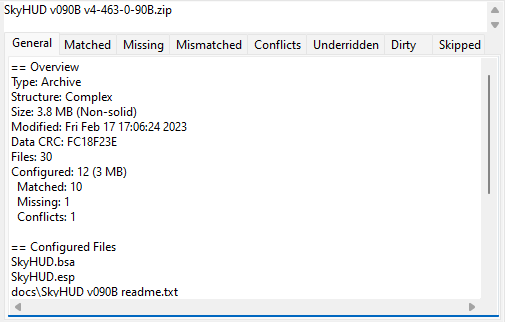 SkyHUD v090B v4-463-0-90B.zip
General Matched Missing Mismatched Conflicts Underridden Dirty Skipped
== Overview
Type: Archive
Structure: Complex
Size: 3.8 MB (Non-solid)
Modified: Fri Feb 17 17:06:24 2023
Data CRC: FC18F23E
Files: 30
Configured: 12 (3 MB)
  Matched: 10
  Missing: 1
  Conflicts: 1

== Configured Files
SkyHUD.bsa
SkyHUD.esp
docs\SkyHUD v090B readme.txt